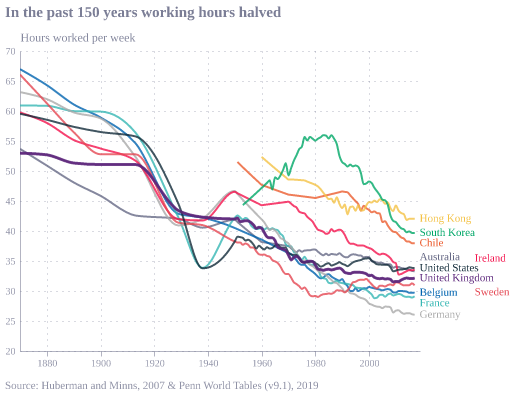 In the past 150 years working hours halved
Hours worked per week
70
65
60
55
50
45
40
35
30
25
20
1880
1900
1920
1940
1960
1980
2000
Hong Kong
South Korea
Chile
Australia Ireland
United States
United Kingdom
Belgium Sweden
France
Germany
Source: Huberman and Minns, 2007 & Penn World Tables (v9.1), 2019